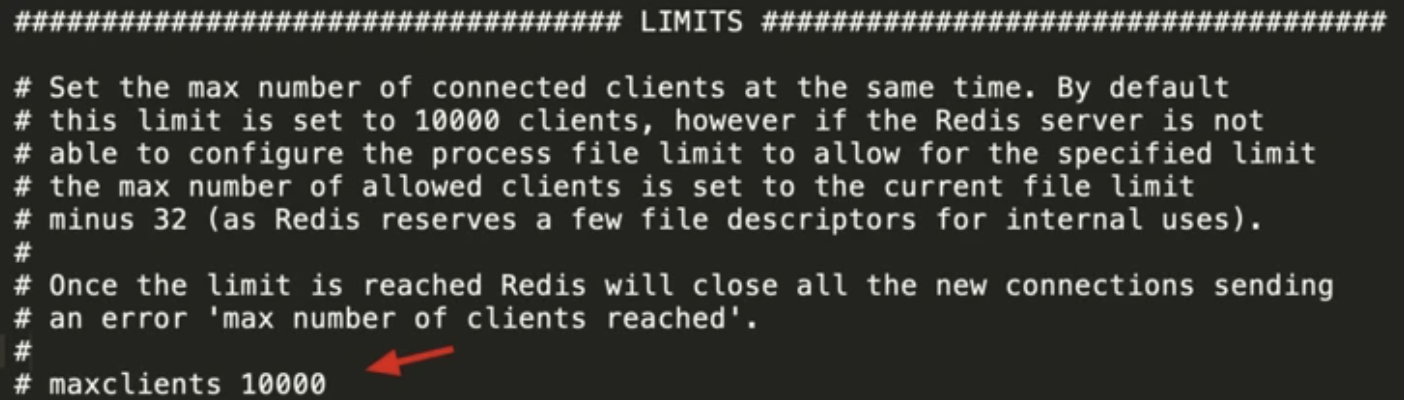 ################################### LIMITS ####################################
# Set the max number of connected clients at the same time. By default
# this limit is set to 10000 clients, however if the Redis server is not
# able to configure the process file limit to allow for the specified limit
# the max number of allowed clients is set to the current file limit
# minus 32 (as Redis reserves a few file descriptors for internal uses).
#
# Once the limit is reached Redis will close all the new connections sending
# an error 'max number of clients reached'.
#
# maxclients 10000